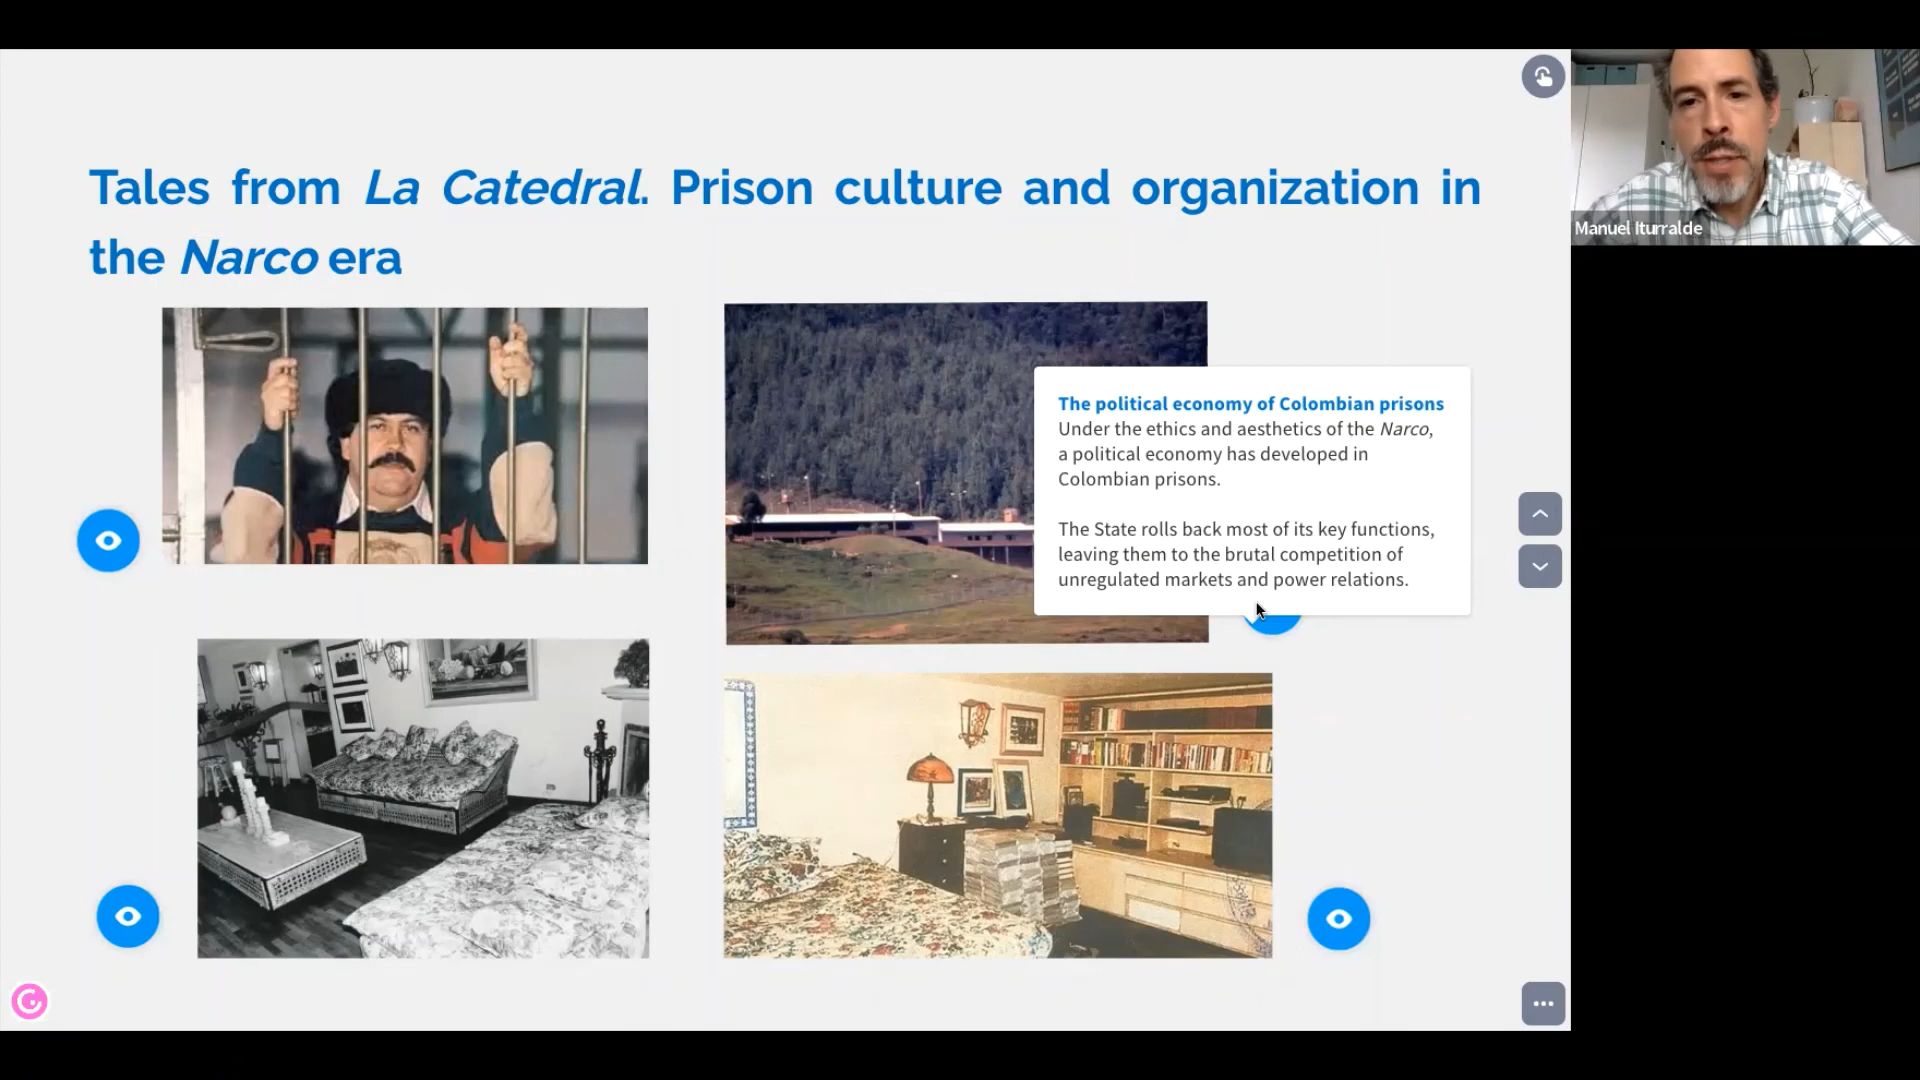 Tales from La Catedral. Prison culture and organization in
the Narco era
Manuel Iturralde
The political economy of Colombian prisons
Under the ethics and aesthetics of the Narco,
a political economy has developed in
Colombian prisons.
The State rolls back most of its key functions,
leaving them to the brutal competition of
unregulated markets and power relations.